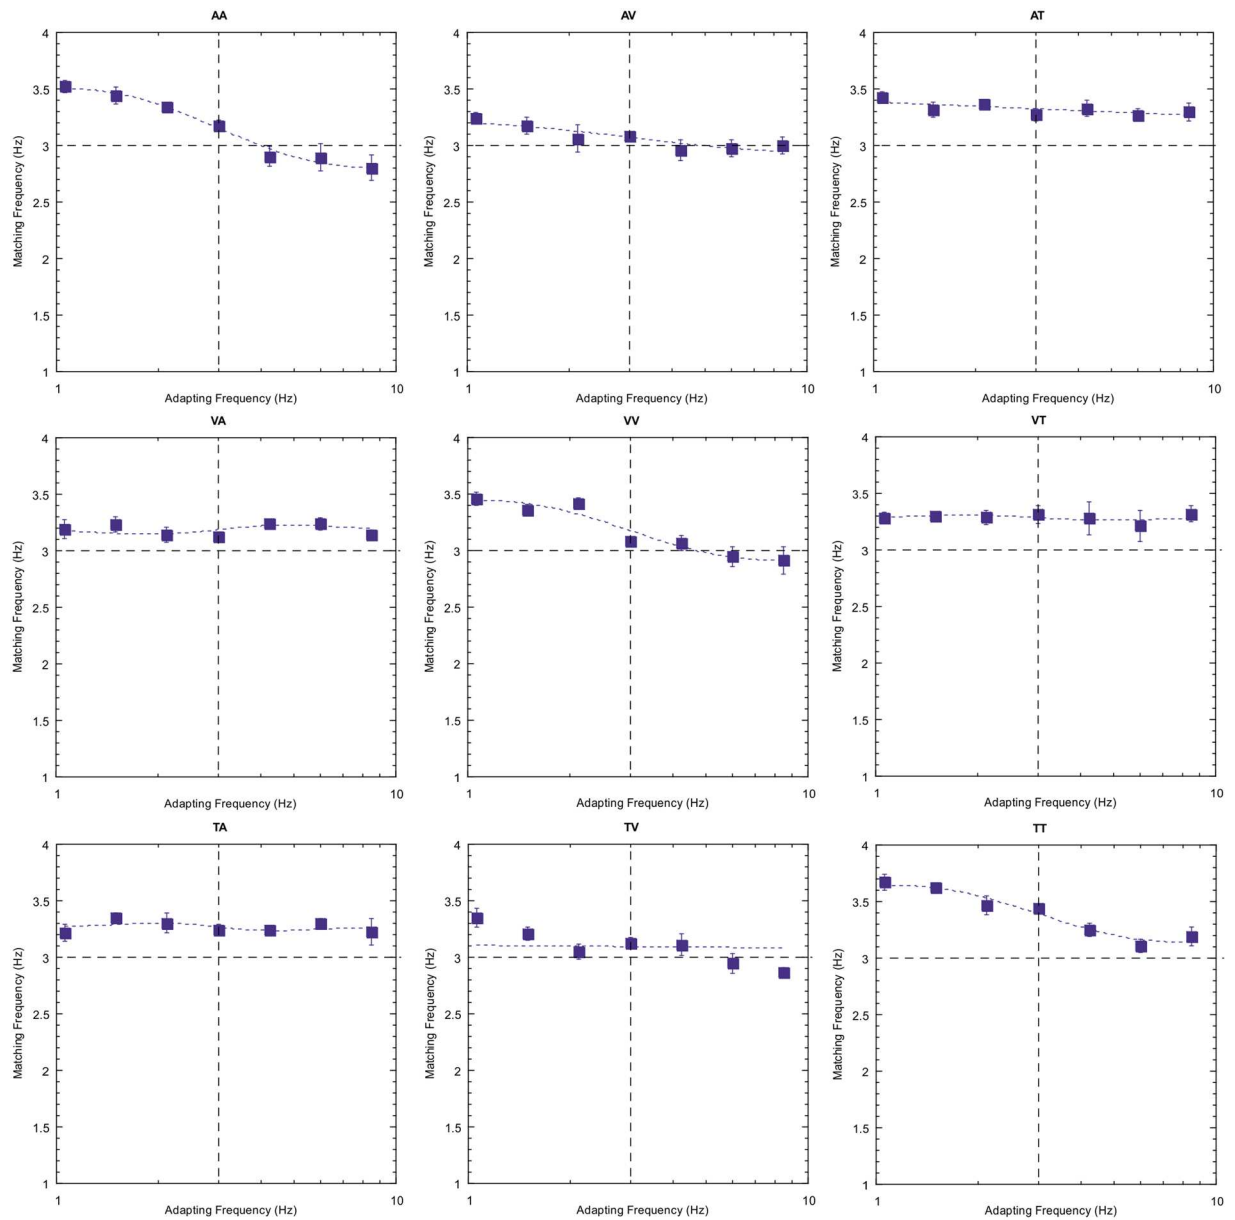 AA AV AT
4 4 4
3.5 3.5 3.5
3 3 3
2.5 2.5 2.5
2 2 2
1.5 1.5 1.5
1 1 1
Matching Frequency (Hz) Matching Frequency (Hz) Matching Frequency (Hz)
1 10 1 10 1 10
Adapting Frequency (Hz) Adapting Frequency (Hz) Adapting Frequency (Hz)
VA VV VT
4 4 4
3.5 3.5 3.5
3 3 3
2.5 2.5 2.5
2 2 2
1.5 1.5 1.5
1 1 1
Matching Frequency (Hz) Matching Frequency (Hz) Matching Frequency (Hz)
1 10 1 10 1 10
Adapting Frequency (Hz) Adapting Frequency (Hz) Adapting Frequency (Hz)
TA TV TT
4 4 4
3.5 3.5 3.5
3 3 3
2.5 2.5 2.5
2 2 2
1.5 1.5 1.5
1 1 1
Matching Frequency (Hz) Matching Frequency (Hz) Matching Frequency (Hz)
1 10 1 10 1 10
Adapting Frequency (Hz) Adapting Frequency (Hz) Adapting Frequency (Hz)